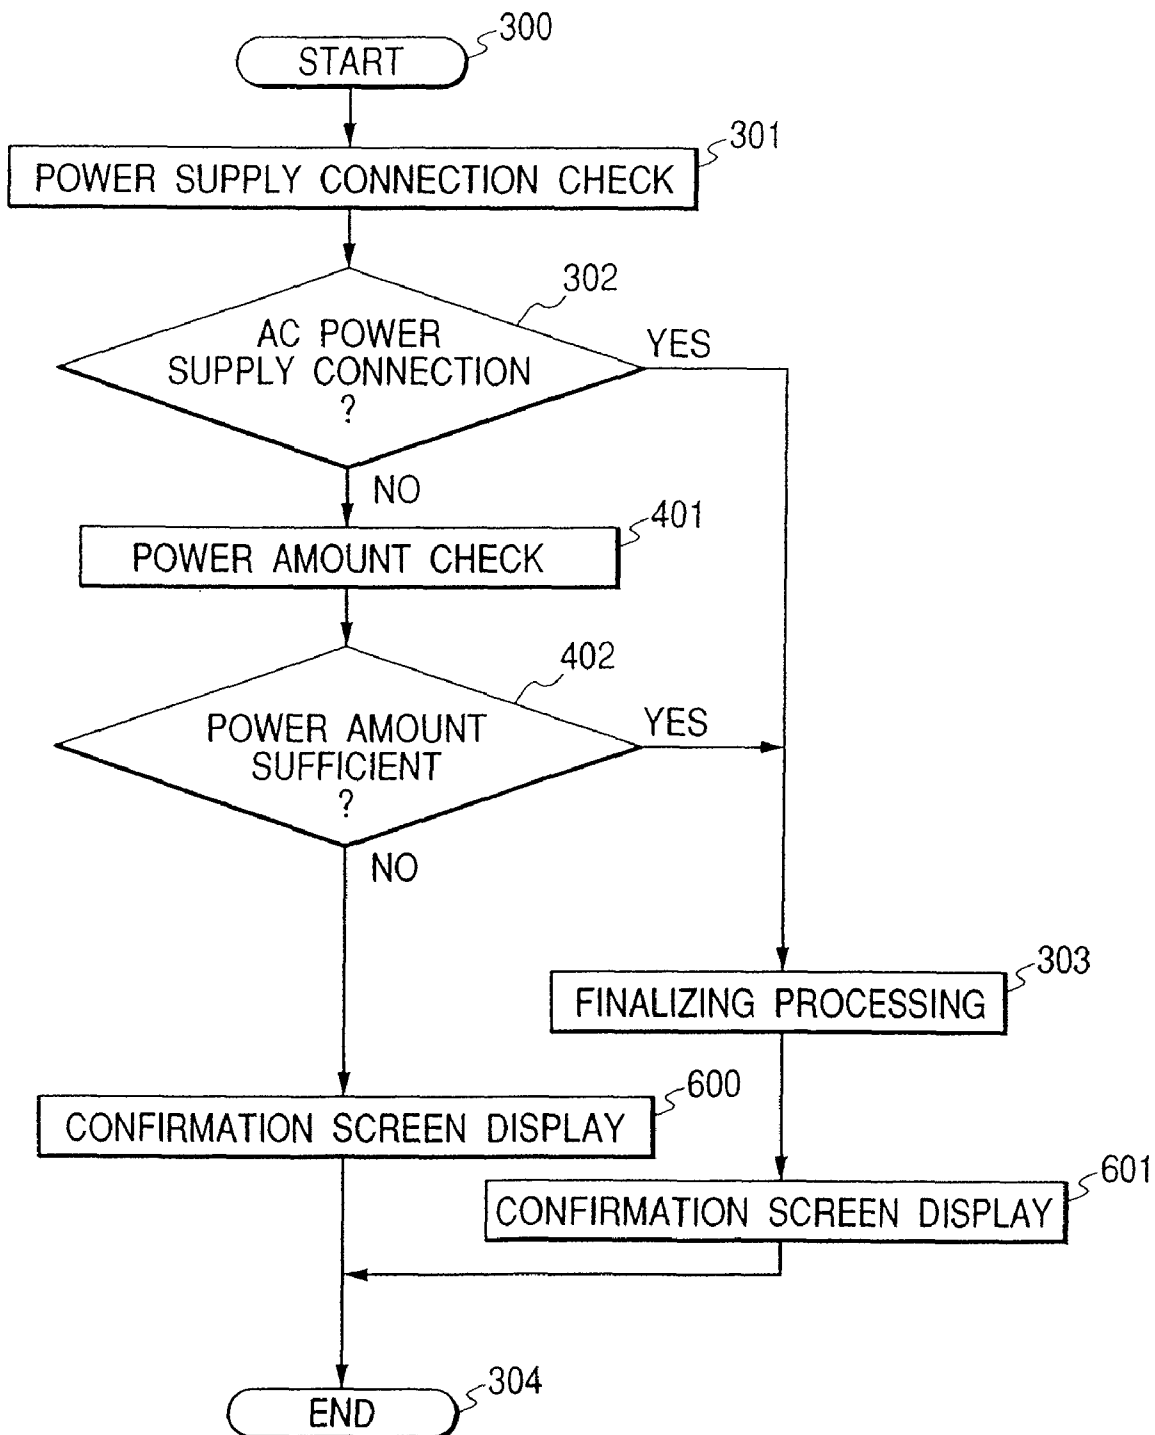 300
START
301
POWER SUPPLY CONNECTION CHECK
302
AC POWER
SUPPLY CONNECTION
?
YES
NO
401
POWER AMOUNT CHECK
402
POWER AMOUNT
SUFFICIENT
?
YES
NO
303
FINALIZING PROCESSING
600
CONFIRMATION SCREEN DISPLAY
601
CONFIRMATION SCREEN DISPLAY
304
END